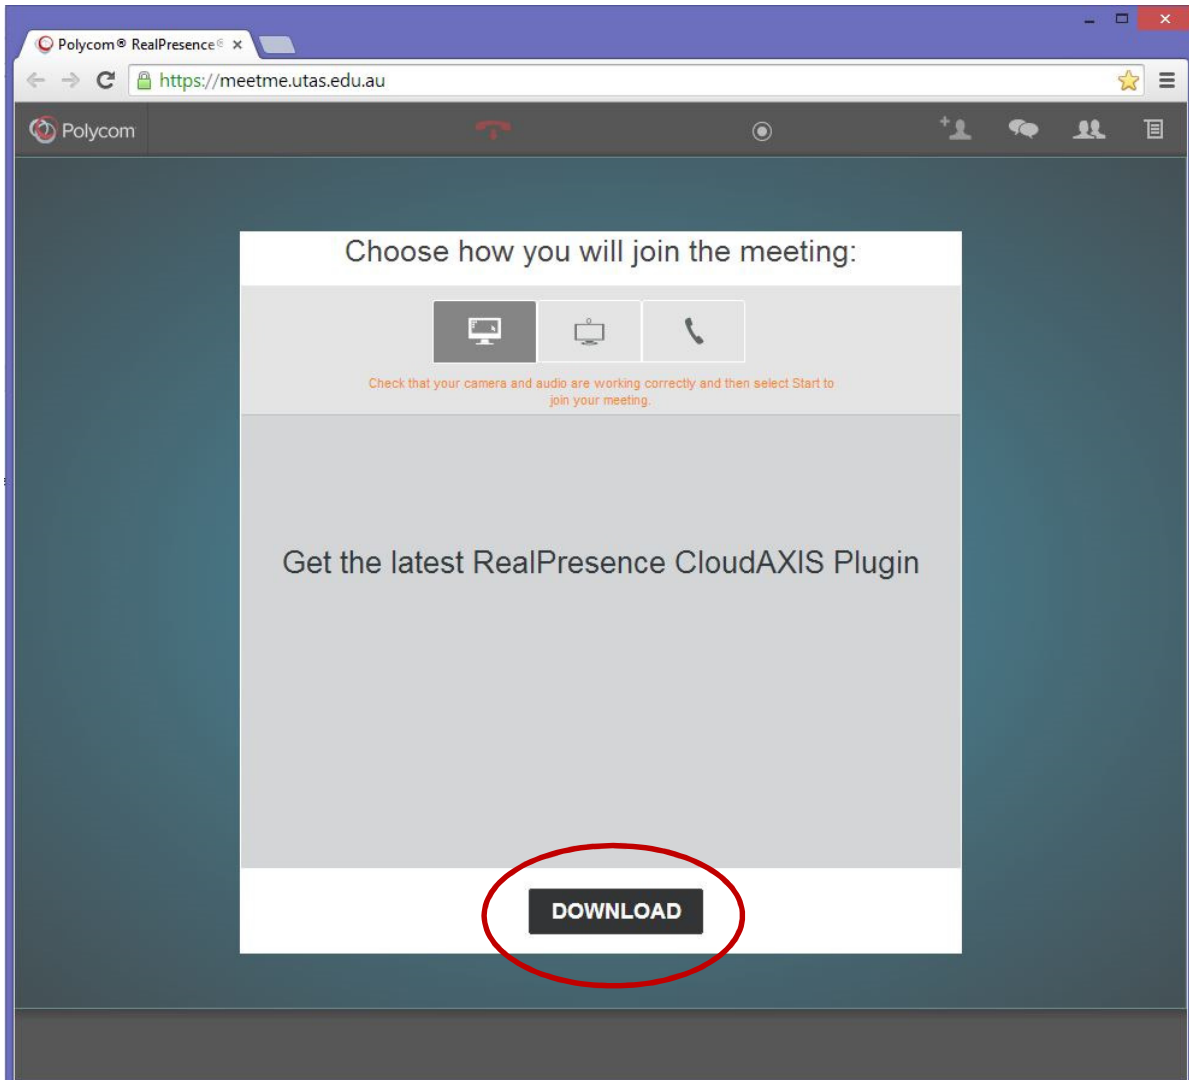 Polycom® RealPresence®
https://meetme.utas.edu.au
Polycom
Choose how you will join the meeting:
Check that your camera and audio are working correctly and then select Start to
join your meeting.
Get the latest RealPresence CloudAXIS Plugin
DOWNLOAD